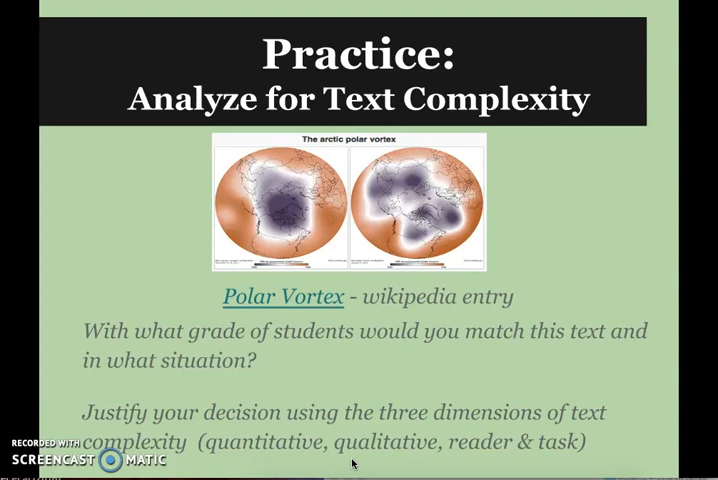 Practice:
Analyze for Text Complexity
The arctic polar vortex
Polar Vortex - wikipedia entry
With what grade of students would you match this text and
in what situation?
Justify your decision using the three dimensions of text
complexity (quantitative, qualitative, reader & task)
RECORDED WITH
SCREENCAST MATIC